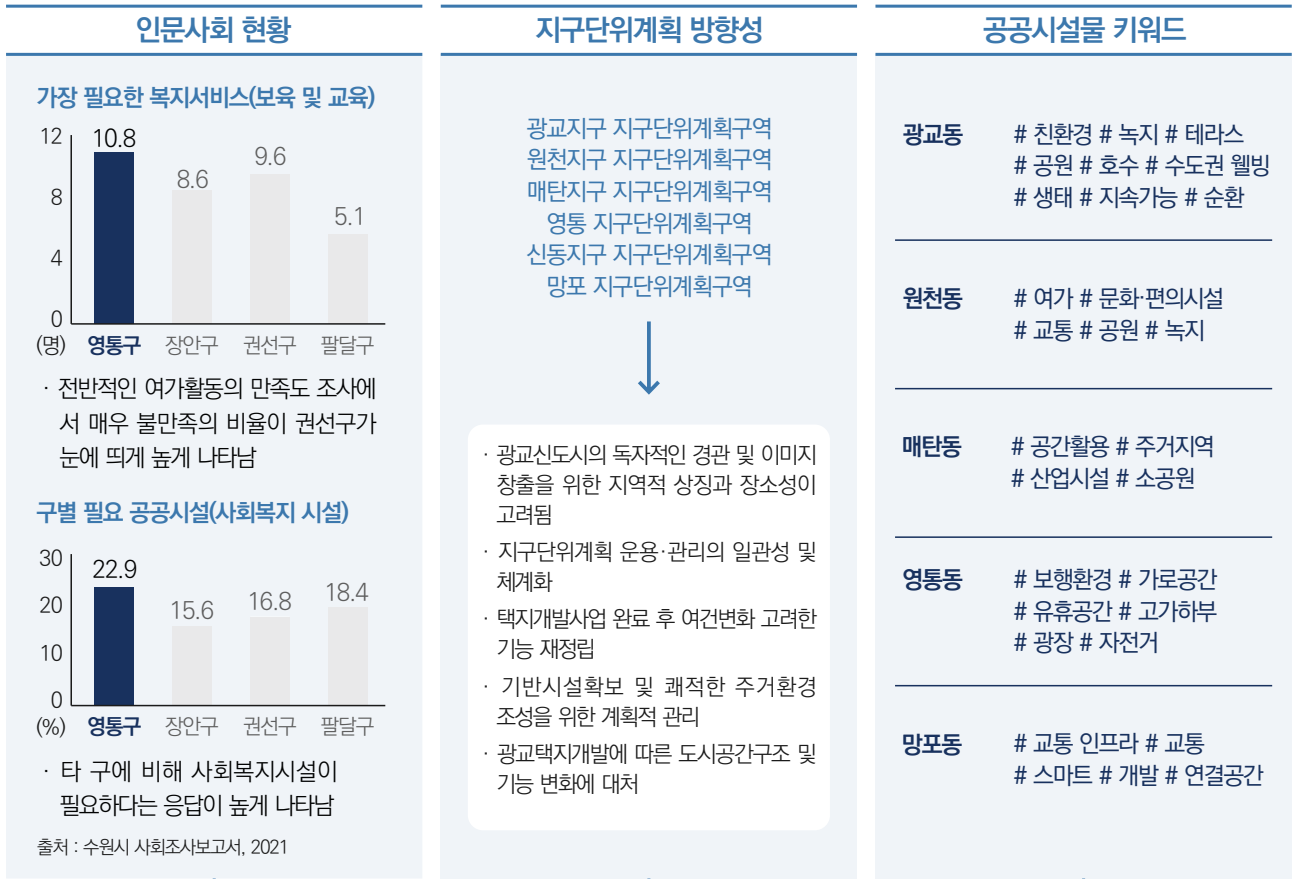 인문사회 현황
가장 필요한 복지서비스(보육 및 교육)
12
8
4
0
(명)
10.8
8.6
9.6
5.1
영통구 장안구 권선구 팔달구
· 전반적인 여가활동의 만족도 조사에
서 매우 불만족의 비율이 권선구가
눈에 띄게 높게 나타남
구별 필요 공공시설(사회복지 시설)
30
20
10
0
(%)
22.9
15.6
16.8
18.4
영통구 장안구 권선구 팔달구
· 타 구에 비해 사회복지시설이
필요하다는 응답이 높게 나타남
출처 : 수원시 사회조사보고서, 2021
지구단위계획 방향성
광교지구 지구단위계획구역
원천지구 지구단위계획구역
매탄지구 지구단위계획구역
영통 지구단위계획구역
신동지구 지구단위계획구역
망포 지구단위계획구역
· 광교신도시의 독자적인 경관 및 이미지
창출을 위한 지역적 상징과 장소성이
고려됨
· 지구단위계획 운용·관리의 일관성 및
체계화
· 택지개발사업 완료 후 여건변화 고려한
기능 재정립
· 기반시설확보 및 쾌적한 주거환경
조성을 위한 계획적 관리
· 광교택지개발에 따른 도시공간구조 및
기능 변화에 대처
공공시설물 키워드
광교동 # 친환경 # 녹지 # 테라스
# 공원 # 호수 # 수도권 웰빙
# 생태 # 지속가능 # 순환
원천동 # 여가 # 문화·편의시설
# 교통 # 공원 # 녹지
매탄동 # 공간활용 # 주거지역
# 산업시설 # 소공원
영통동 # 보행환경 # 가로공간
# 유휴공간 # 고가하부
# 광장 # 자전거
망포동 # 교통 인프라 # 교통
# 스마트 # 개발 # 연결공간